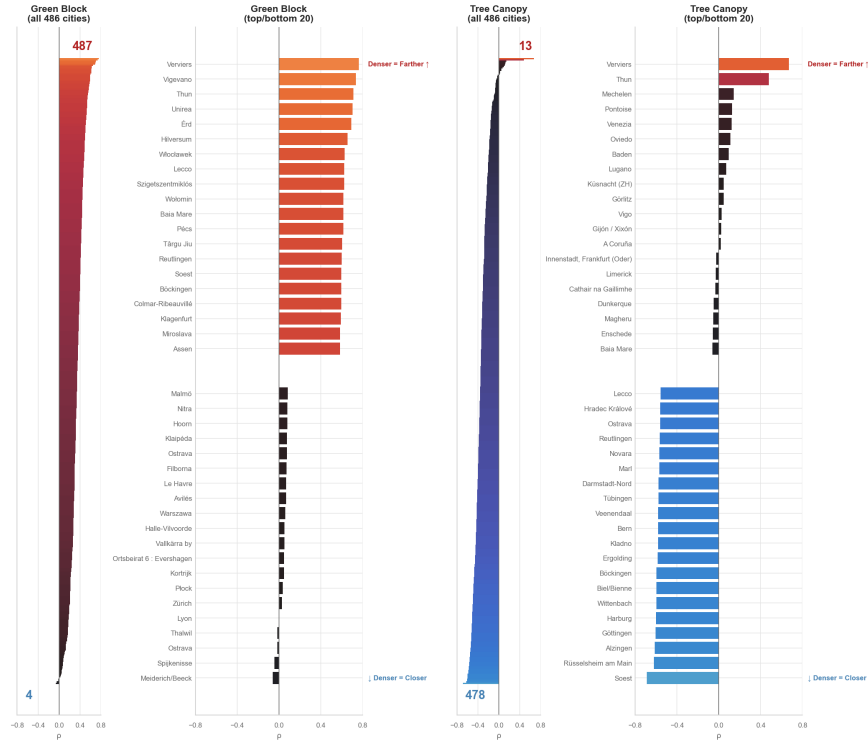 Green Block
(all 486 cities)
487
4
−0.8 −0.4 0.0 0.4 0.8
ρ
Green Block
(top/bottom 20)
Verviers
Vigevano
Thun
Unirea
Érd
Hilversum
Włocławek
Lecco
Szigetszentmiklós
Wołomin
Baia Mare
Pécs
Târgu Jiu
Reutlingen
Soest
Böckingen
Colmar-Ribeauvillé
Klagenfurt
Miroslava
Assen
Malmö
Nitra
Hoorn
Klaipėda
Ostrava
Filborna
Le Havre
Avilés
Warszawa
Halle-Vilvoorde
Vallkärra by
Ortsbeirat 6 : Evershagen
Kortrijk
Płock
Zürich
Lyon
Thalwil
Ostrava
Spijkenisse
Meiderich/Beeck
Denser = Farther ↑
↓ Denser = Closer
−0.8 −0.4 0.0 0.4 0.8
ρ
Tree Canopy
(all 486 cities)
13
478
−0.8 −0.4 0.0 0.4 0.8
ρ
Tree Canopy
(top/bottom 20)
Verviers
Thun
Mechelen
Pontoise
Venezia
Oviedo
Baden
Lugano
Küsnacht (ZH)
Görlitz
Vigo
Gijón / Xixón
A Coruña
Innenstadt, Frankfurt (Oder)
Limerick
Cathair na Gaillimhe
Dunkerque
Magheru
Enschede
Baia Mare
Lecco
Hradec Králové
Ostrava
Reutlingen
Novara
Marl
Darmstadt-Nord
Tübingen
Veenendaal
Bern
Kladno
Ergolding
Böckingen
Biel/Bienne
Wittenbach
Harburg
Göttingen
Alzingen
Rüsselsheim am Main
Soest
Denser = Farther ↑
↓ Denser = Closer
−0.8 −0.4 0.0 0.4 0.8
ρ